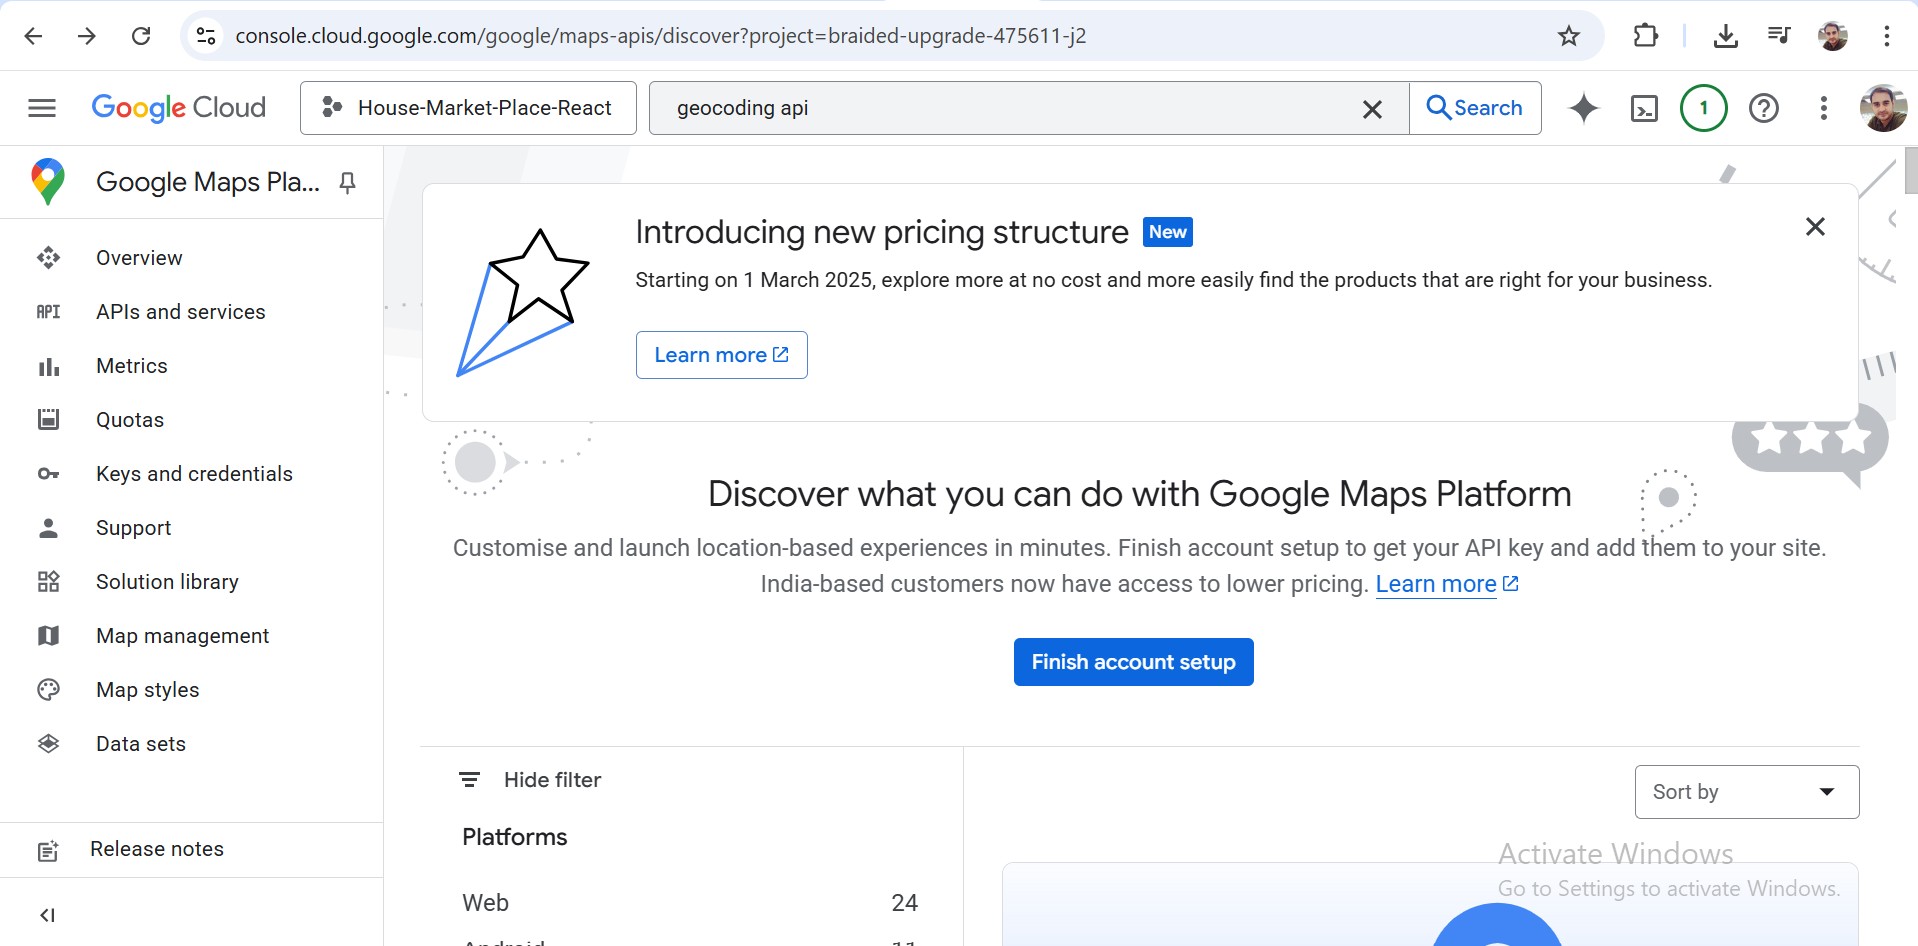 console.cloud.google.com/google/maps-apis/discover?project=braided-upgrade-475611-j2
Google Cloud
House-Market-Place-React
geocoding api
Search
1
Google Maps Pla...
Overview
API APIs and services
Metrics
Quotas
Keys and credentials
Support
Solution library
Map management
Map styles
Data sets
Release notes
Introducing new pricing structure New
Starting on 1 March 2025, explore more at no cost and more easily find the products that are right for your business.
Learn more
Discover what you can do with Google Maps Platform
Customise and launch location-based experiences in minutes. Finish account setup to get your API key and add them to your site.
India-based customers now have access to lower pricing. Learn more
Finish account setup
Hide filter
Sort by
Platforms
Web 24
Android 11
Activate Windows
Go to Settings to activate Windows.